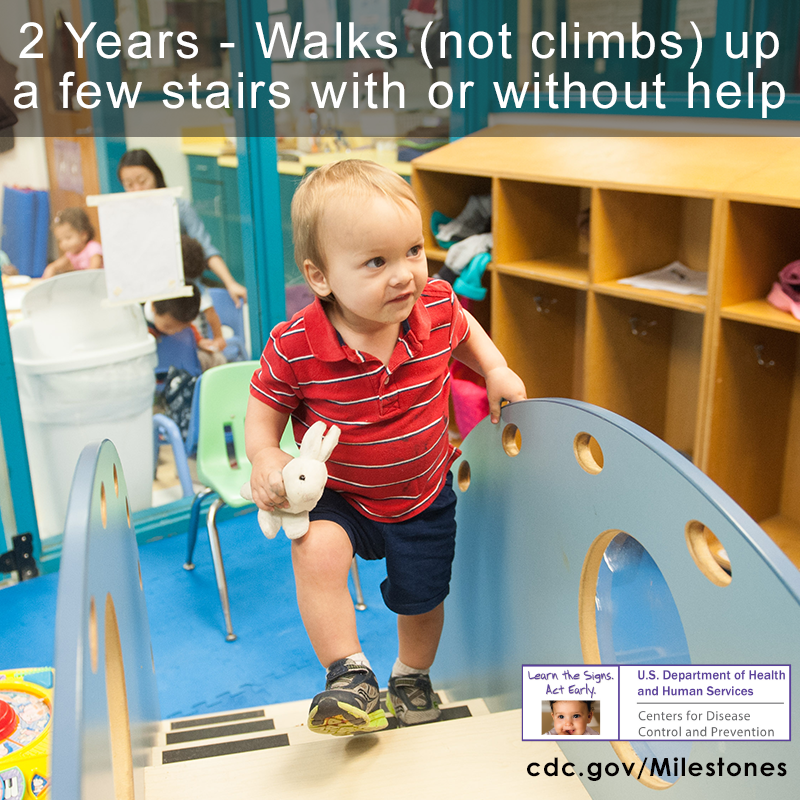 2 Years - Walks (not climbs) up
a few stairs with or without help
Learn the Signs.
Act Early.
U.S. Department of Health
and Human Services
Centers for Disease
Control and Prevention
cdc.gov/Milestones